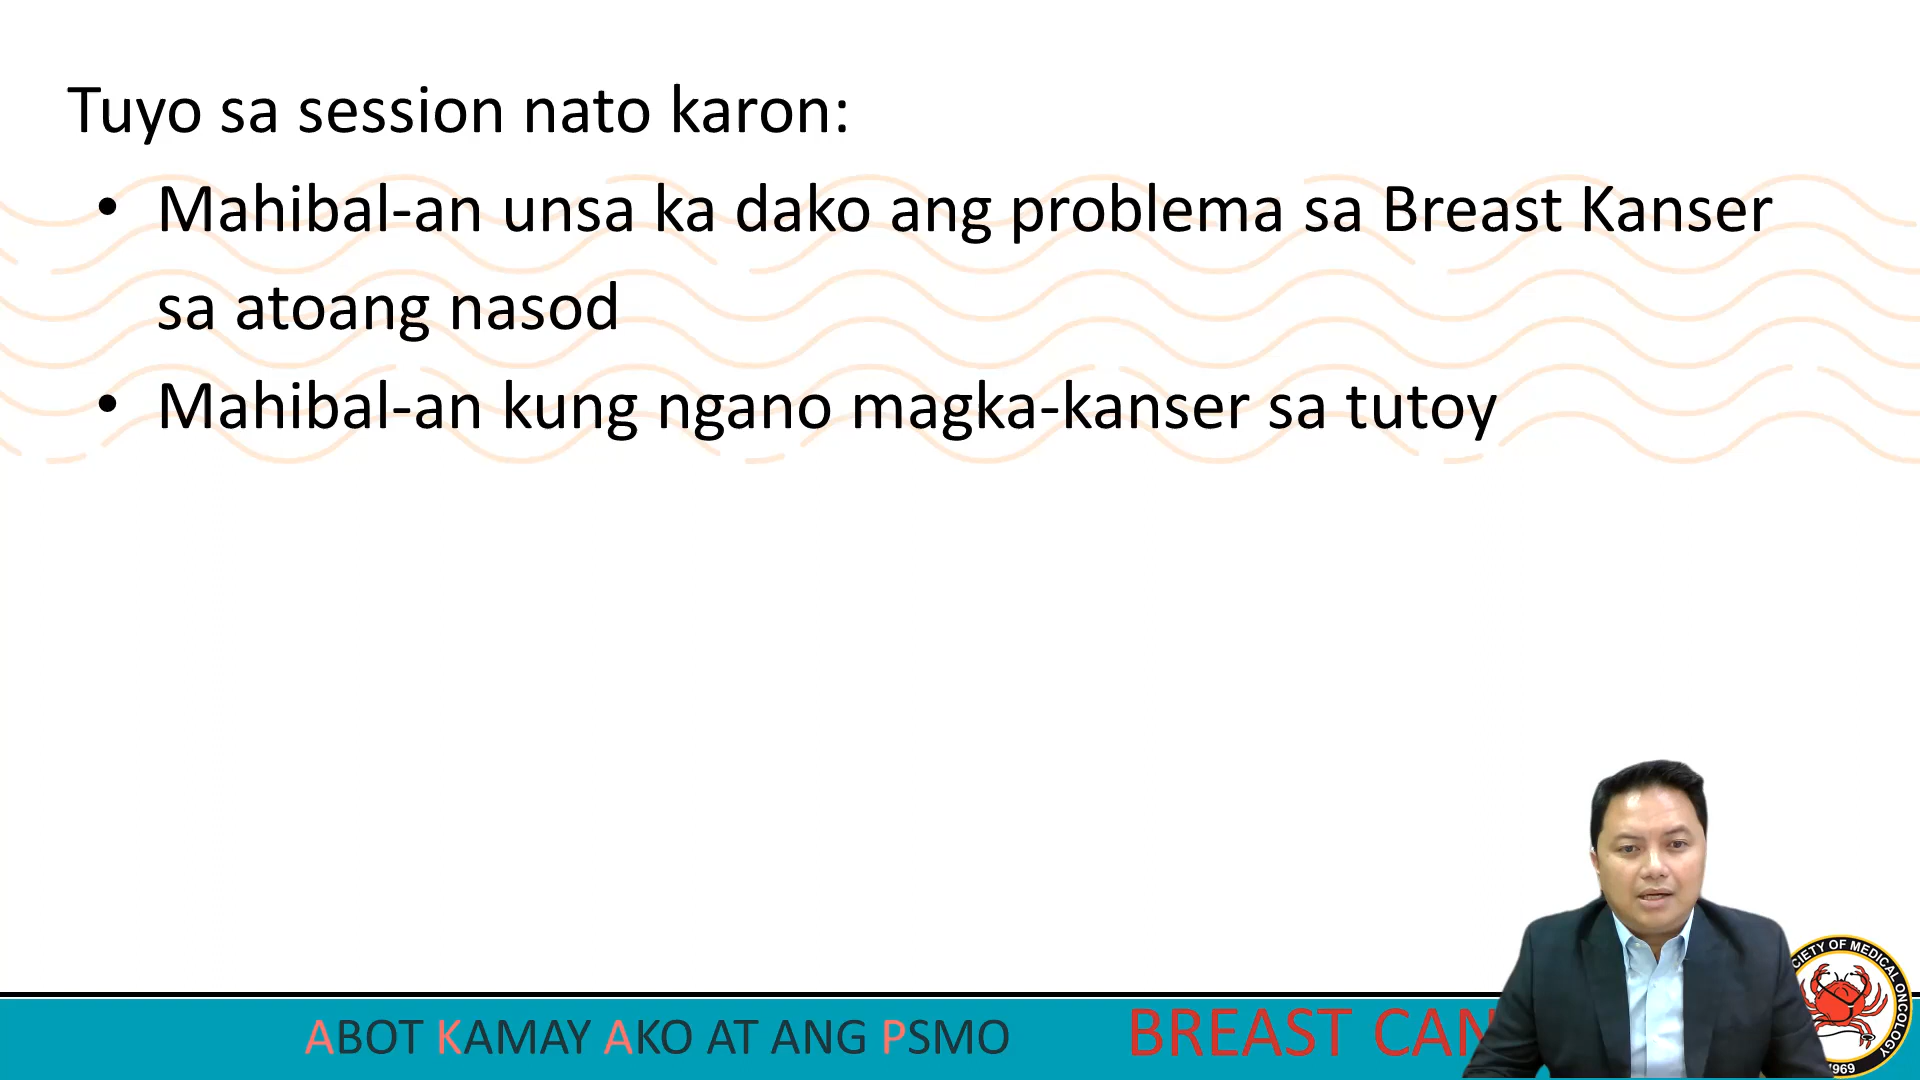 Tuyo sa session nato karon:
• Mahibal-an unsa ka dako ang problema sa Breast Kanser
sa atoang nasod
• Mahibal-an kung ngano magka-kanser sa tutoy
ABOT KAMAY AKO AT ANG PSMO
BREAST CAN
CIETY OF MEDICAL ONCOLOGY
1969